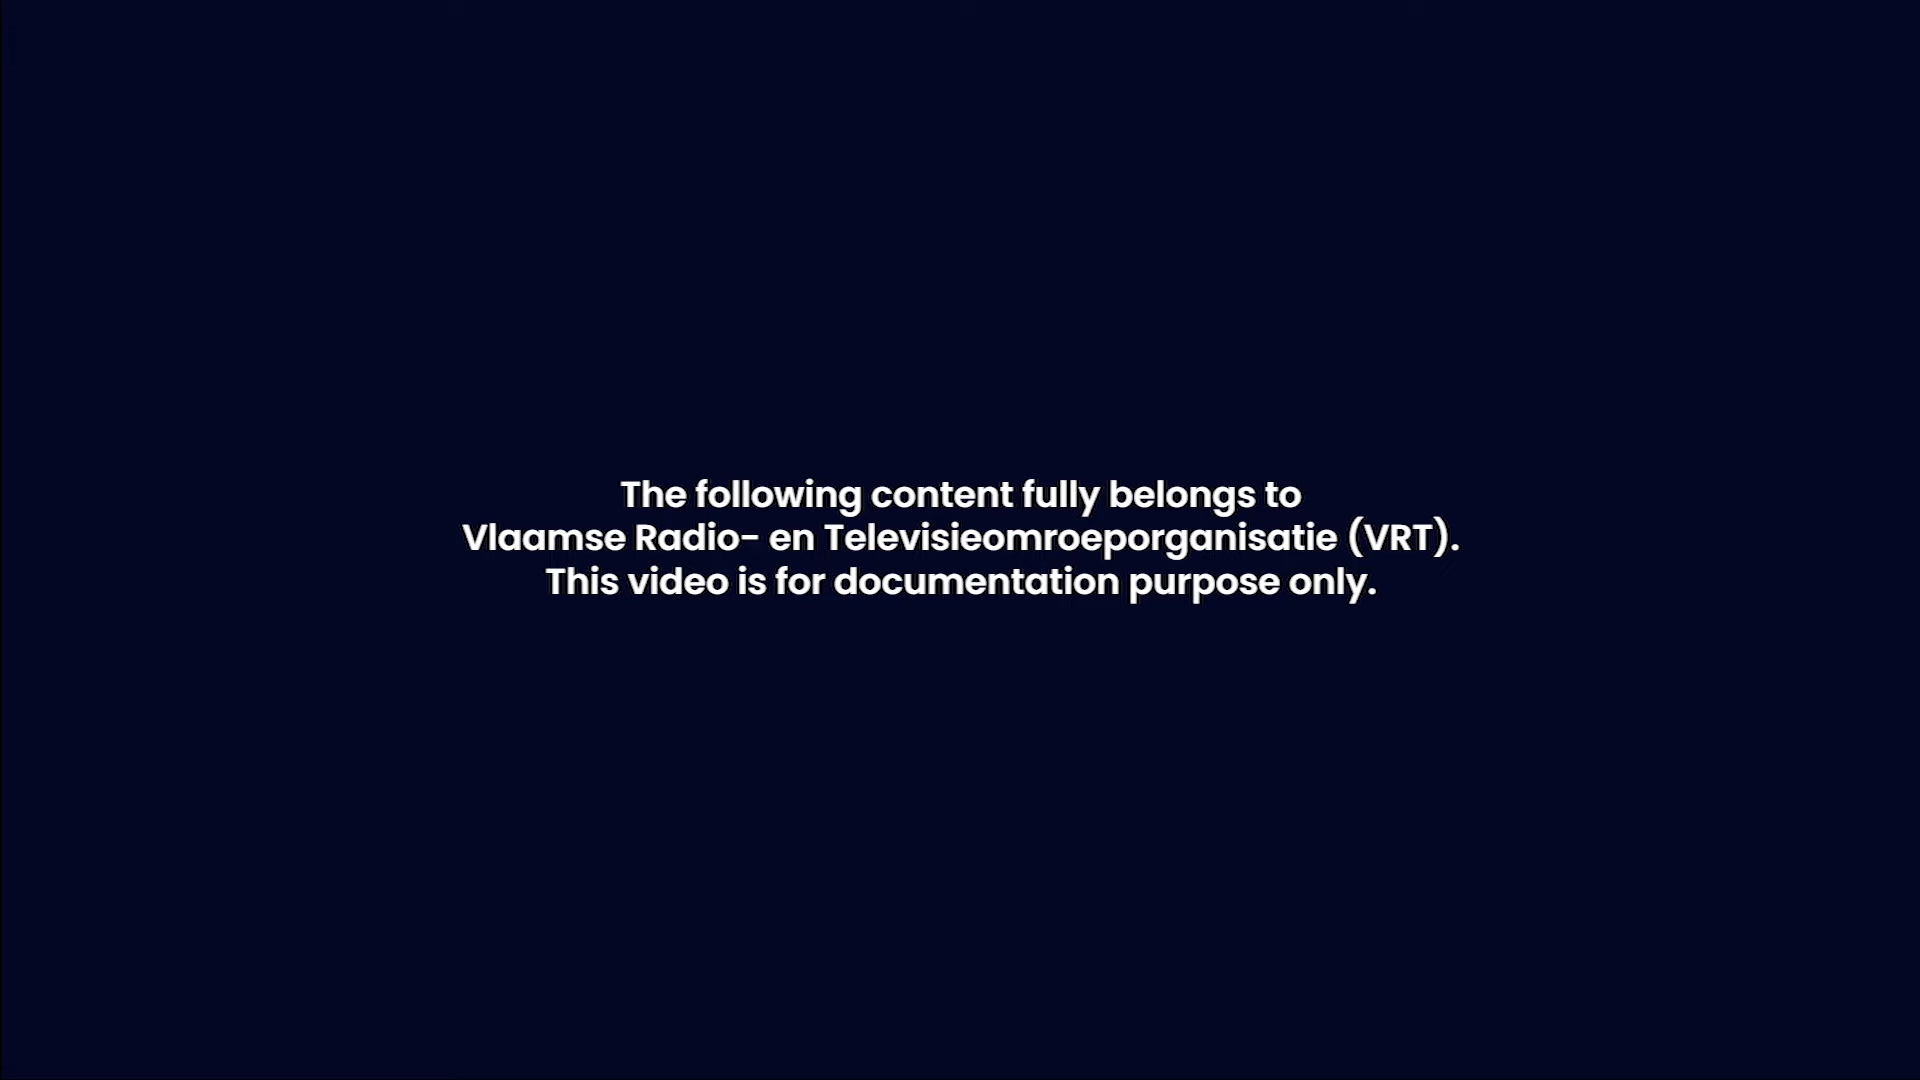 The following content fully belongs to
Vlaamse Radio- en Televisieomroeporganisatie (VRT).
This video is for documentation purpose only.